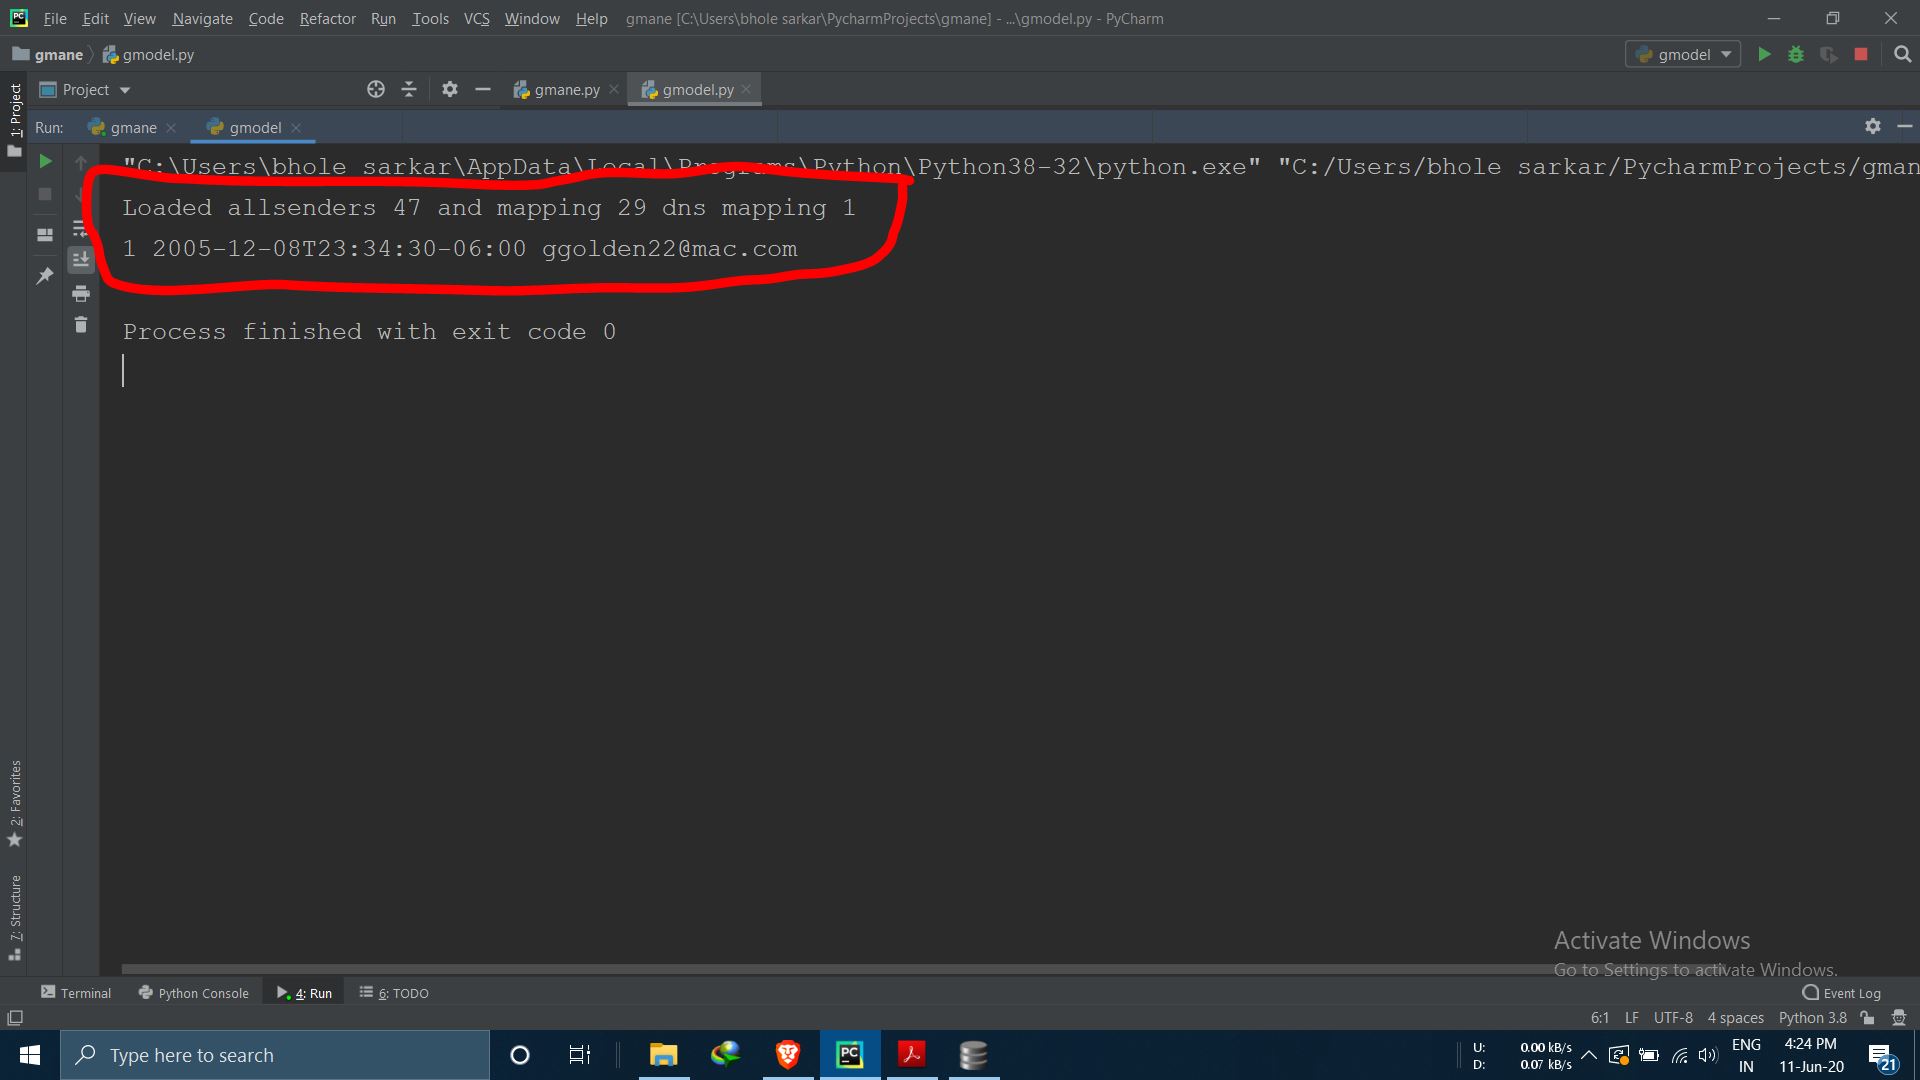 File Edit View Navigate Code Refactor Run Tools VCS Window Help gmane [C:\Users\bhole sarkar\PycharmProjects\gmane] - ...\gmodel.py - PyCharm
gmane gmodel.py gmodel
1: Project
Project gmane.py gmodel.py
Run: gmane gmodel
"C:\Users\bhole sarkar\AppData\Local\Programs\Python\Python38-32\python.exe" "C:/Users/bhole sarkar/PycharmProjects/gman
Loaded allsenders 47 and mapping 29 dns mapping 1
1 2005-12-08T23:34:30-06:00 ggolden22@mac.com
Process finished with exit code 0
2: Favorites
7: Structure
Activate Windows
Go to Settings to activate Windows.
Terminal Python Console 4: Run 6: TODO Event Log
6:1 LF UTF-8 4 spaces Python 3.8
Type here to search
U: 0.00 kB/s
D: 0.07 kB/s
ENG
IN
4:24 PM
11-Jun-20
21